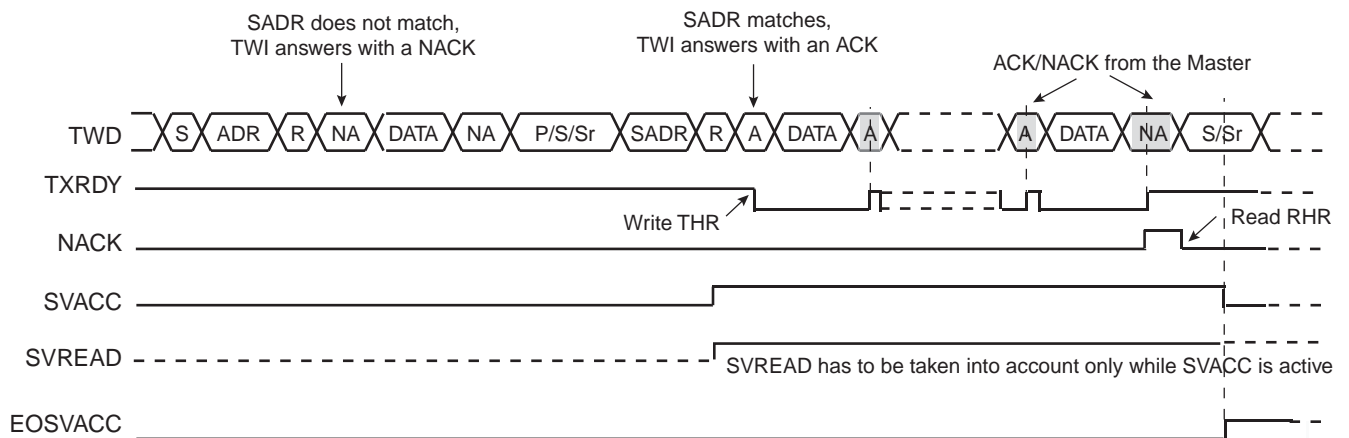 SADR does not match,
TWI answers with a NACK
SADR matches,
TWI answers with an ACK
ACK/NACK from the Master
TWD S ADR R NA DATA NA P/S/Sr SADR R A DATA A A DATA NA S/Sr
TXRDY
Write THR
Read RHR
NACK
SVACC
SVREAD
SVREAD has to be taken into account only while SVACC is active
EOSVACC